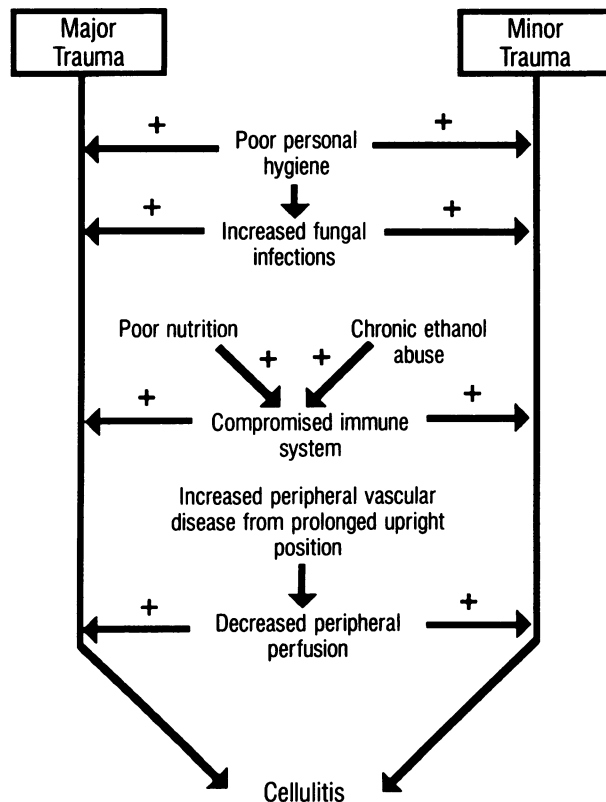 Major
Trauma
Minor
Trauma
+
+
Poor personal
hygiene
+
+
Increased fungal
infections
Poor nutrition
Chronic ethanol
abuse
+ +
+
+
Compromised immune
system
Increased peripheral vascular
disease from prolonged upright
position
+
+
Decreased peripheral
perfusion
Cellulitis